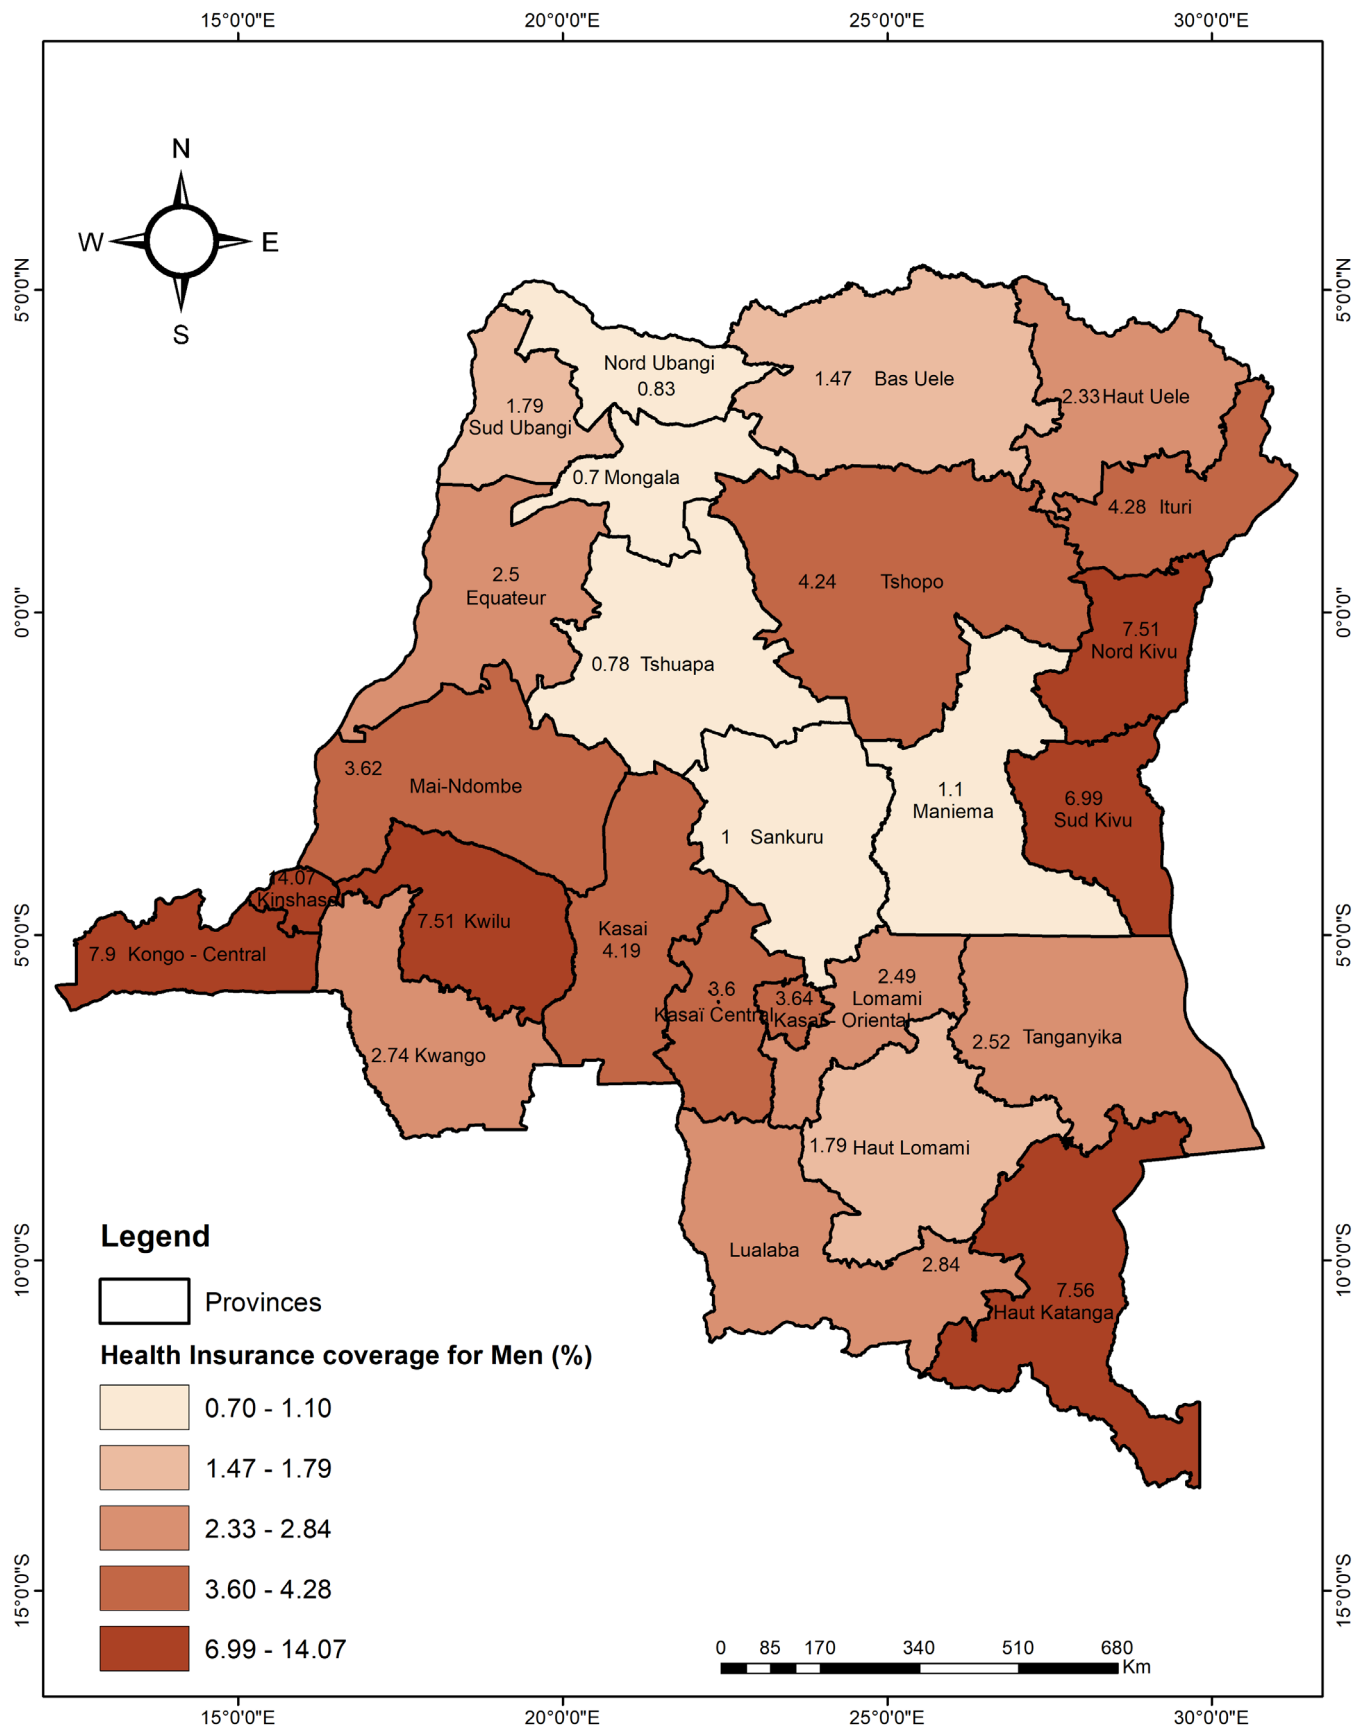 15°0'0"E 20°0'0"E 25°0'0"E 30°0'0"E
N
W E
S
5°0'0"N 5°0'0"N
Nord Ubangi
0.83
1.47 Bas Uele
2.33 Haut Uele
1.79
Sud Ubangi
0.7 Mongala
4.28 Ituri
2.5
Equateur
4.24 Tshopo
0°0'0" 0°0'0"
7.51
Nord Kivu
0.78 Tshuapa
3.62
Mai-Ndombe
1.1
Maniema
6.99
Sud Kivu
1 Sankuru
14.07
Kinshasa
7.51 Kwilu
Kasai
4.19
5°0'0"S 5°0'0"S
7.9 Kongo - Central
2.49
Lomami
3.6
Kasaï Central
3.64
Kasaï - Oriental
2.52 Tanganyika
2.74 Kwango
1.79 Haut Lomami
Lualaba
2.84
10°0'0"S 10°0'0"S
7.56
Haut Katanga
Legend
Provinces
Health Insurance coverage for Men (%)
0.70 - 1.10
1.47 - 1.79
2.33 - 2.84
3.60 - 4.28
6.99 - 14.07
15°0'0"S 15°0'0"S
0 85 170 340 510 680
Km
15°0'0"E 20°0'0"E 25°0'0"E 30°0'0"E